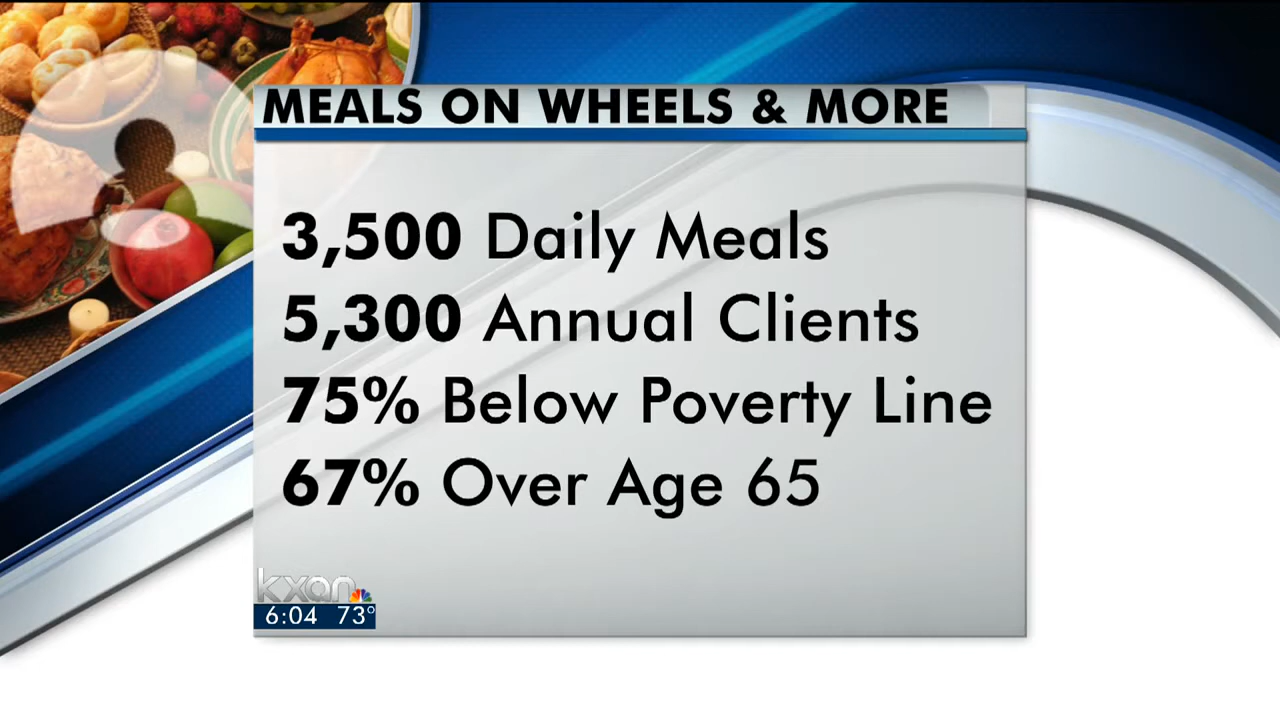 MEALS ON WHEELS & MORE
3,500 Daily Meals
5,300 Annual Clients
75% Below Poverty Line
67% Over Age 65
kxan
6:04 73°